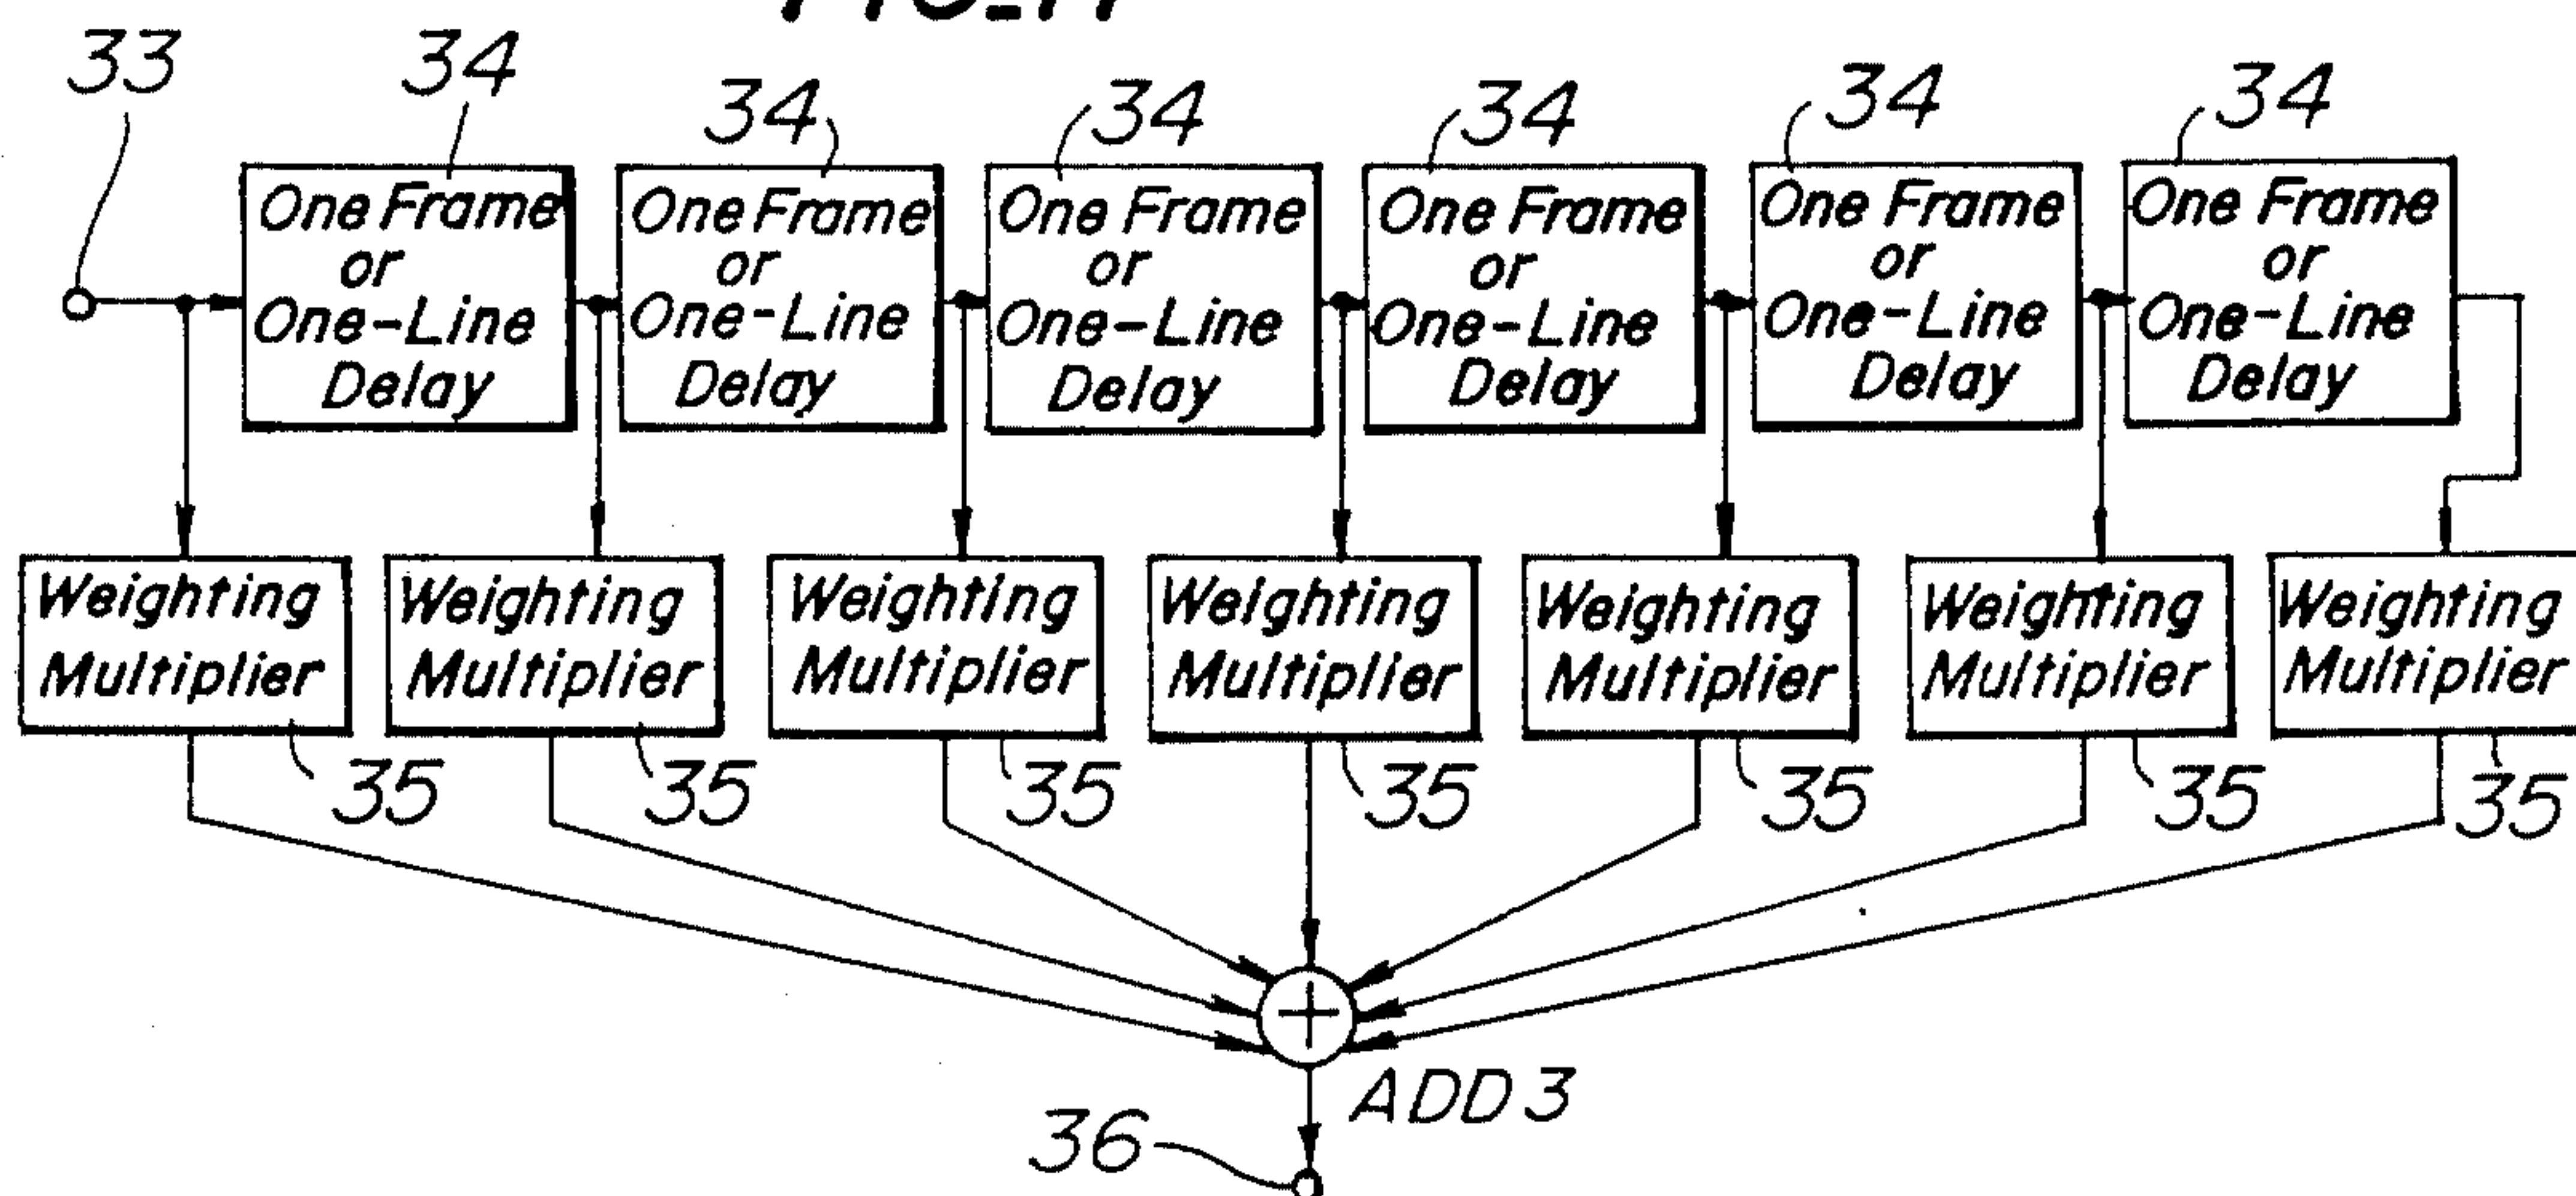 33
34
34
34
34
34
34
One Frame
or
One-Line
Delay
One Frame
or
One-Line
Delay
One Frame
or
One-Line
Delay
One Frame
or
One-Line
Delay
One Frame
or
One-Line
Delay
One Frame
or
One-Line
Delay
Weighting
Multiplier
Weighting
Multiplier
Weighting
Multiplier
Weighting
Multiplier
Weighting
Multiplier
Weighting
Multiplier
Weighting
Multiplier
35
35
35
35
35
35
35
+
ADD 3
36